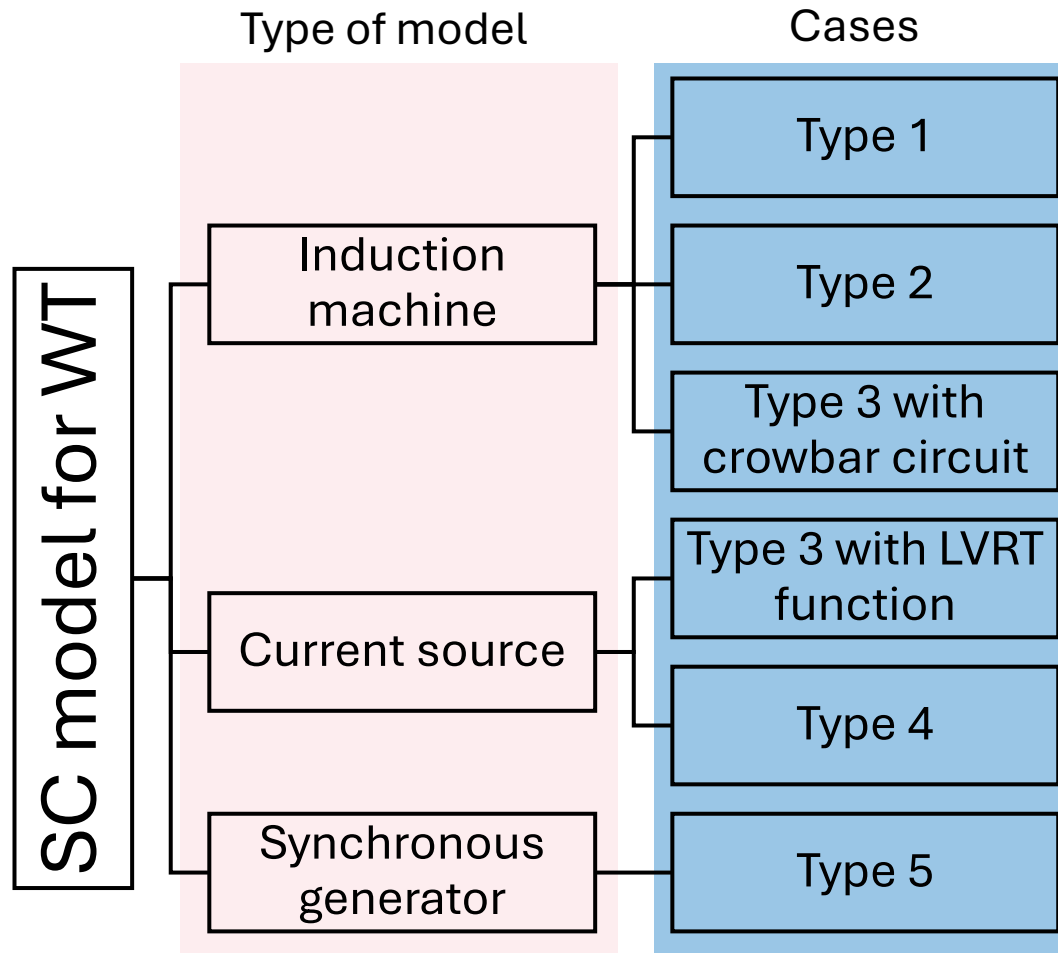 Type of model
Cases
SC model for WT
Induction
machine
Current source
Synchronous
generator
Type 1
Type 2
Type 3 with
crowbar circuit
Type 3 with LVRT
function
Type 4
Type 5